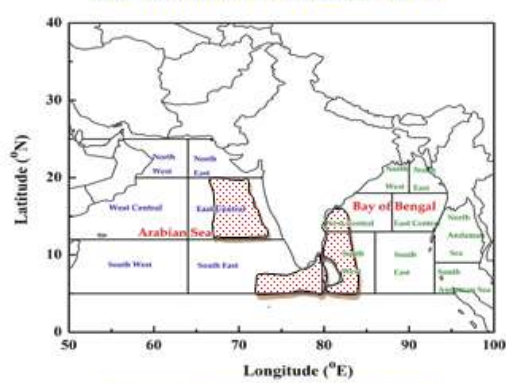 40
30
20
10
0
Latitude (°N)
North
West
North
East
West Central
East Central
Arabian Sea
South West
South East
North
West
North
East
Bay of Bengal
East Central
North
Andaman
Sea
South
East
South
Andaman Sea
50 60 70 80 90 100
Longitude (°E)